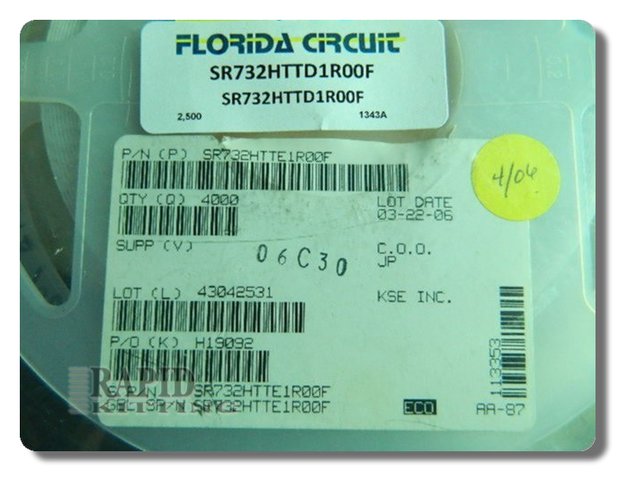 FLORIDA CIRCUIT
SR732HTTD1R00F
SR732HTTD1R00F
2,500 1343A
P/N (P) SR732HTTE1R00F
QTY (Q) 4000
LOT DATE
03-22-06
4/06
SUPP (V)
06C30
C.O.O.
JP
LOT (L) 43042531
KSE INC.
P/O (K) H19092
113353
RAPID
SR732HTTE1R00F
SR732HTTE1R00F
ECO AA-87